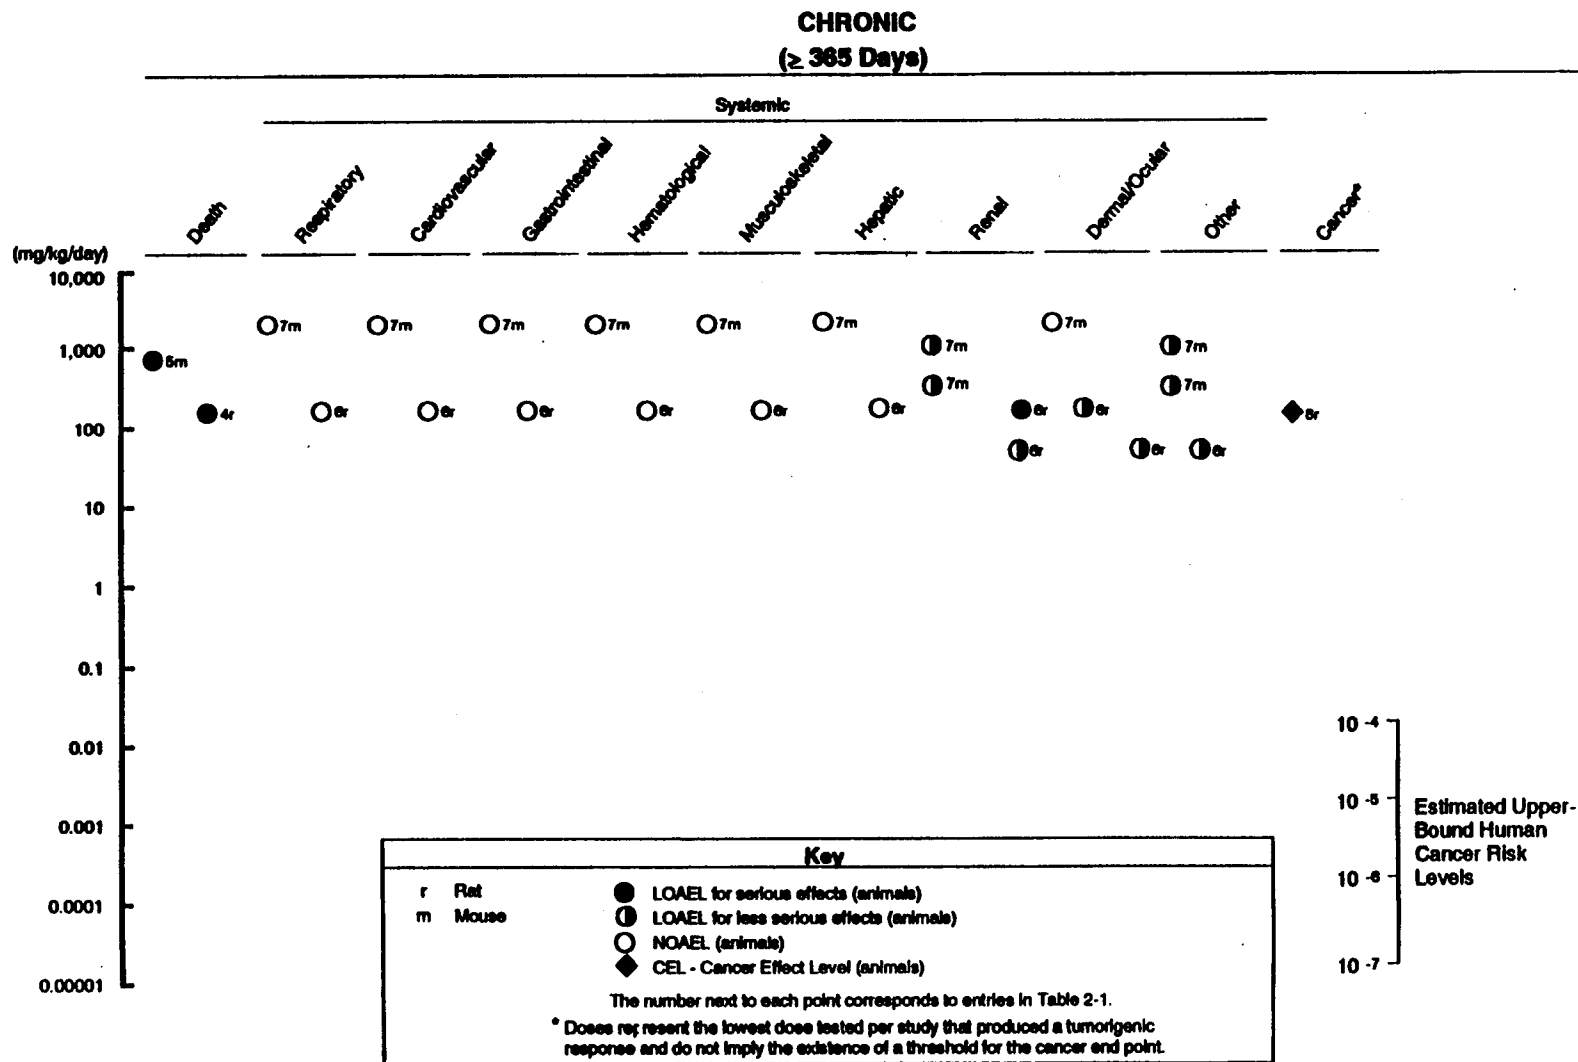 CHRONIC
(≥ 365 Days)
Systemic
Death
Respiratory
Cardiovascular
Gastrointestinal
Hematological
Musculoskeletal
Hepatic
Renal
Dermal/Ocular
Other
Cancer*
(mg/kg/day)
10,000
7m 7m 7m 7m 7m 7m 7m
1,000
7m 7m
5m
7m 7m
4r 6r 6r 6r 6r 6r 6r 6r 6r 8r
100
6r 6r 6r
10
1
0.1
0.01
0.001
0.0001
0.00001
10 -4
10 -5
10 -6
10 -7
Estimated Upper-
Bound Human
Cancer Risk
Levels
Key
r Rat
m Mouse
LOAEL for serious effects (animals)
LOAEL for less serious effects (animals)
NOAEL (animals)
CEL - Cancer Effect Level (animals)
The number next to each point corresponds to entries in Table 2-1.
* Doses represent the lowest dose tested per study that produced a tumorigenic
response and do not imply the existence of a threshold for the cancer end point.